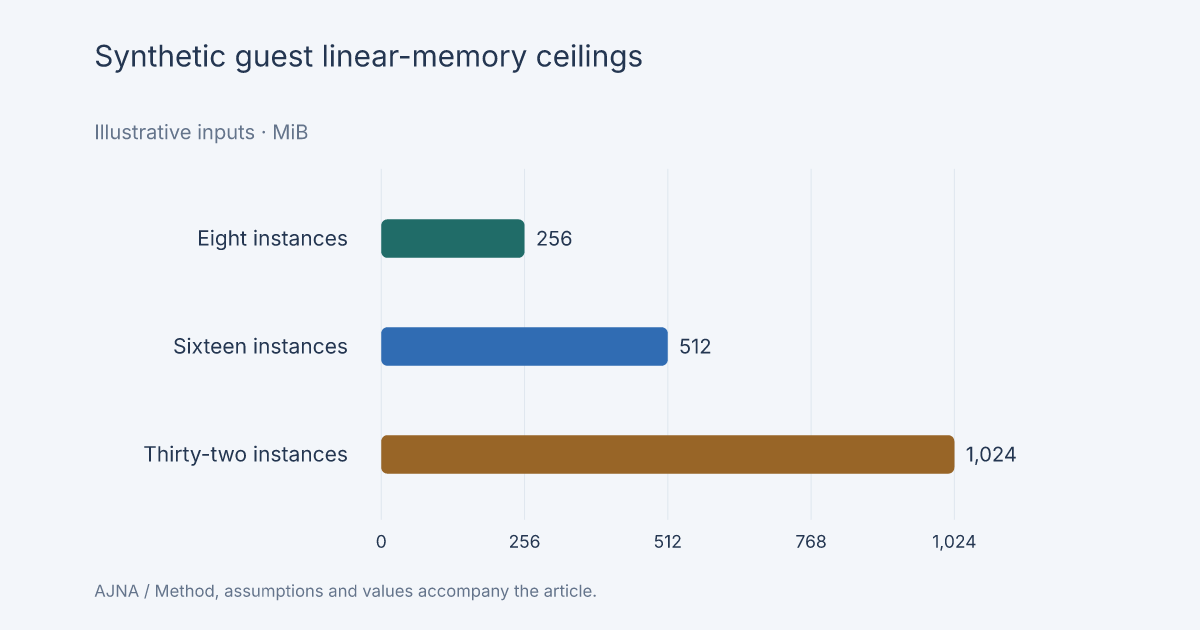 Synthetic guest linear-memory ceilings
Illustrative inputs · MiB
Eight instances 256
Sixteen instances 512
Thirty-two instances 1,024
0 256 512 768 1,024
AJNA / Method, assumptions and values accompany the article.